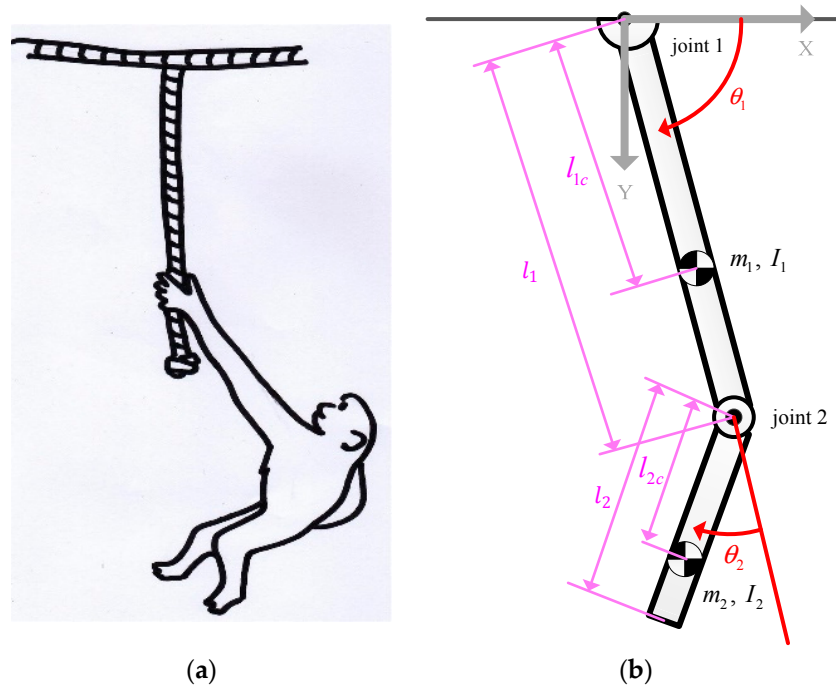 joint 1
X
θ₁
l₁c
Y
l₁
m₁, I₁
joint 2
l₂c
l₂
θ₂
m₂, I₂
(a)
(b)